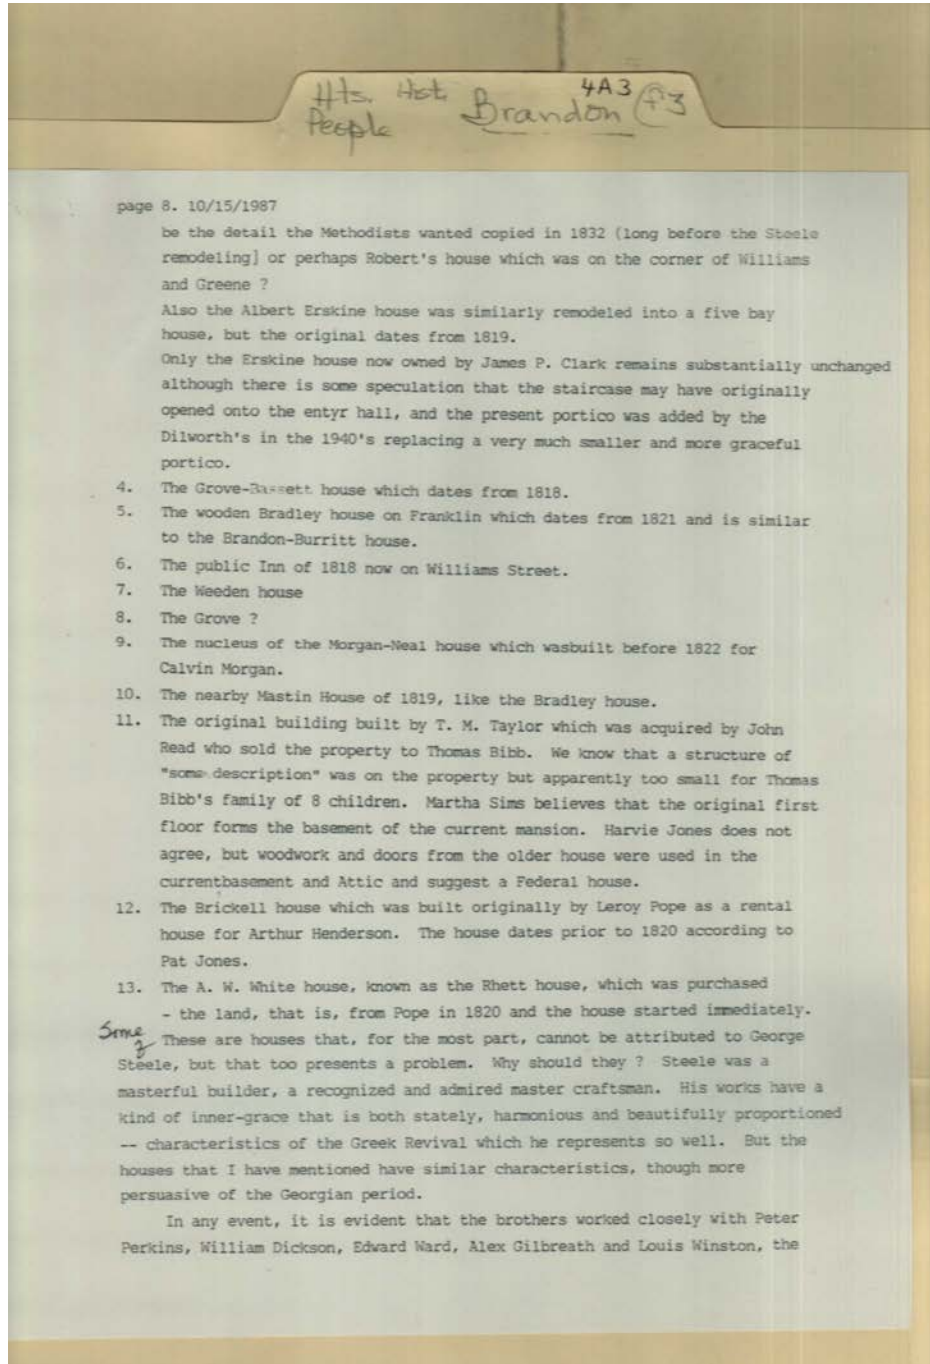 Hts. Hist. Brandon 4A3 f3
People
page 8. 10/15/1987
be the detail the Methodists wanted copied in 1832 (long before the Steele
remodeling] or perhaps Robert's house which was on the corner of Williams
and Greene ?
Also the Albert Erskine house was similarly remodeled into a five bay
house, but the original dates from 1819.
Only the Erskine house now owned by James P. Clark remains substantially unchanged
although there is some speculation that the staircase may have originally
opened onto the entyr hall, and the present portico was added by the
Dilworth's in the 1940's replacing a very much smaller and more graceful
portico.
4. The Grove-Bassett house which dates from 1818.
5. The wooden Bradley house on Franklin which dates from 1821 and is similar
to the Brandon-Burritt house.
6. The public Inn of 1818 now on Williams Street.
7. The Weeden house
8. The Grove ?
9. The nucleus of the Morgan-Neal house which wasbuilt before 1822 for
Calvin Morgan.
10. The nearby Mastin House of 1819, like the Bradley house.
11. The original building built by T. M. Taylor which was acquired by John
Read who sold the property to Thomas Bibb. We know that a structure of
"some description" was on the property but apparently too small for Thomas
Bibb's family of 8 children. Martha Sims believes that the original first
floor forms the basement of the current mansion. Harvie Jones does not
agree, but woodwork and doors from the older house were used in the
currentbasement and Attic and suggest a Federal house.
12. The Brickell house which was built originally by Leroy Pope as a rental
house for Arthur Henderson. The house dates prior to 1820 according to
Pat Jones.
13. The A. W. White house, known as the Rhett house, which was purchased
- the land, that is, from Pope in 1820 and the house started immediately.
Some These are houses that, for the most part, cannot be attributed to George
Steele, but that too presents a problem. Why should they ? Steele was a
masterful builder, a recognized and admired master craftsman. His works have a
kind of inner-grace that is both stately, harmonious and beautifully proportioned
-- characteristics of the Greek Revival which he represents so well. But the
houses that I have mentioned have similar characteristics, though more
persuasive of the Georgian period.
In any event, it is evident that the brothers worked closely with Peter
Perkins, William Dickson, Edward Ward, Alex Gilbreath and Louis Winston, the